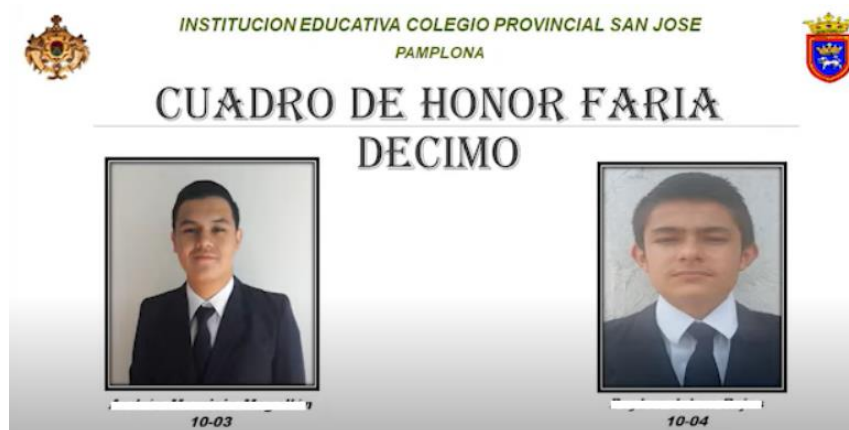 INSTITUCION EDUCATIVA COLEGIO PROVINCIAL SAN JOSE
PAMPLONA
CUADRO DE HONOR FARIA
DECIMO
10-03
10-04